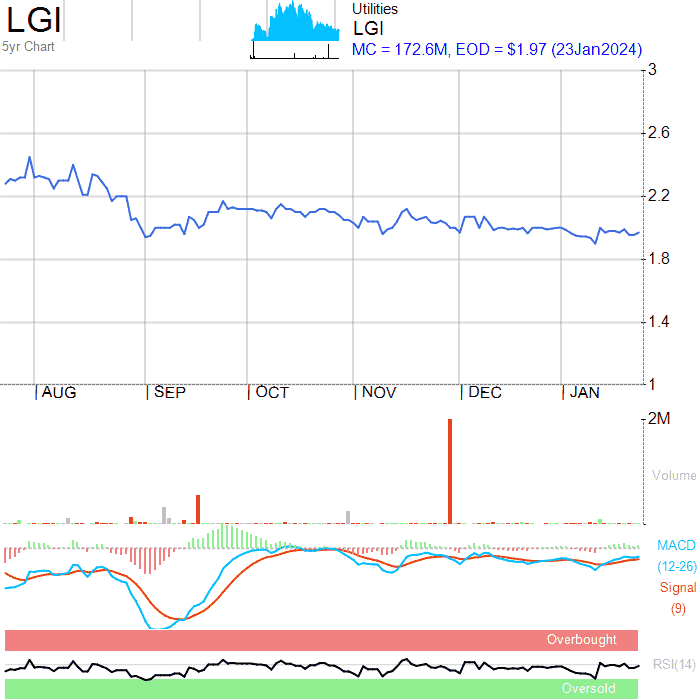 LGI
5yr Chart
Utilities
LGI
MC = 172.6M, EOD = $1.97 (23Jan2024)
3
2.6
2.2
1.8
1.4
1
AUG SEP OCT NOV DEC JAN
2M
Volume
MACD
(12-26)
Signal
(9)
Overbought
RSI(14)
Oversold